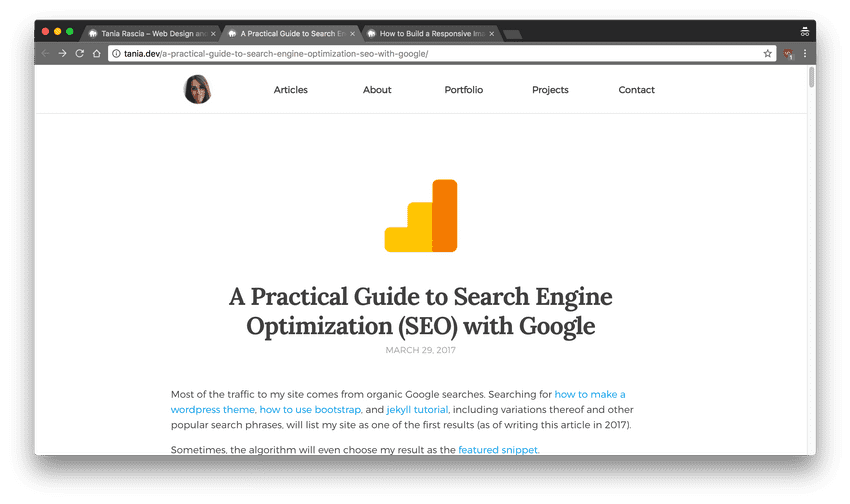 Tania Rascia – Web Design and
A Practical Guide to Search En
How to Build a Responsive Ima
tania.dev/a-practical-guide-to-search-engine-optimization-seo-with-google/
1
Articles
About
Portfolio
Projects
Contact
A Practical Guide to Search Engine
Optimization (SEO) with Google
MARCH 29, 2017
Most of the traffic to my site comes from organic Google searches. Searching for how to make a
wordpress theme, how to use bootstrap, and jekyll tutorial, including variations thereof and other
popular search phrases, will list my site as one of the first results (as of writing this article in 2017).
Sometimes, the algorithm will even choose my result as the featured snippet.